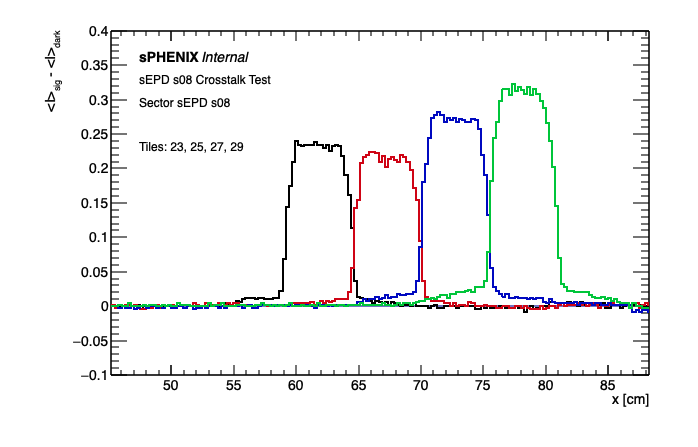 <I>sig - <I>dark
0.4
0.35
0.3
0.25
0.2
0.15
0.1
0.05
0
−0.05
−0.1
sPHENIX Internal
sEPD s08 Crosstalk Test
Sector sEPD s08
Tiles: 23, 25, 27, 29
50 55 60 65 70 75 80 85
x [cm]